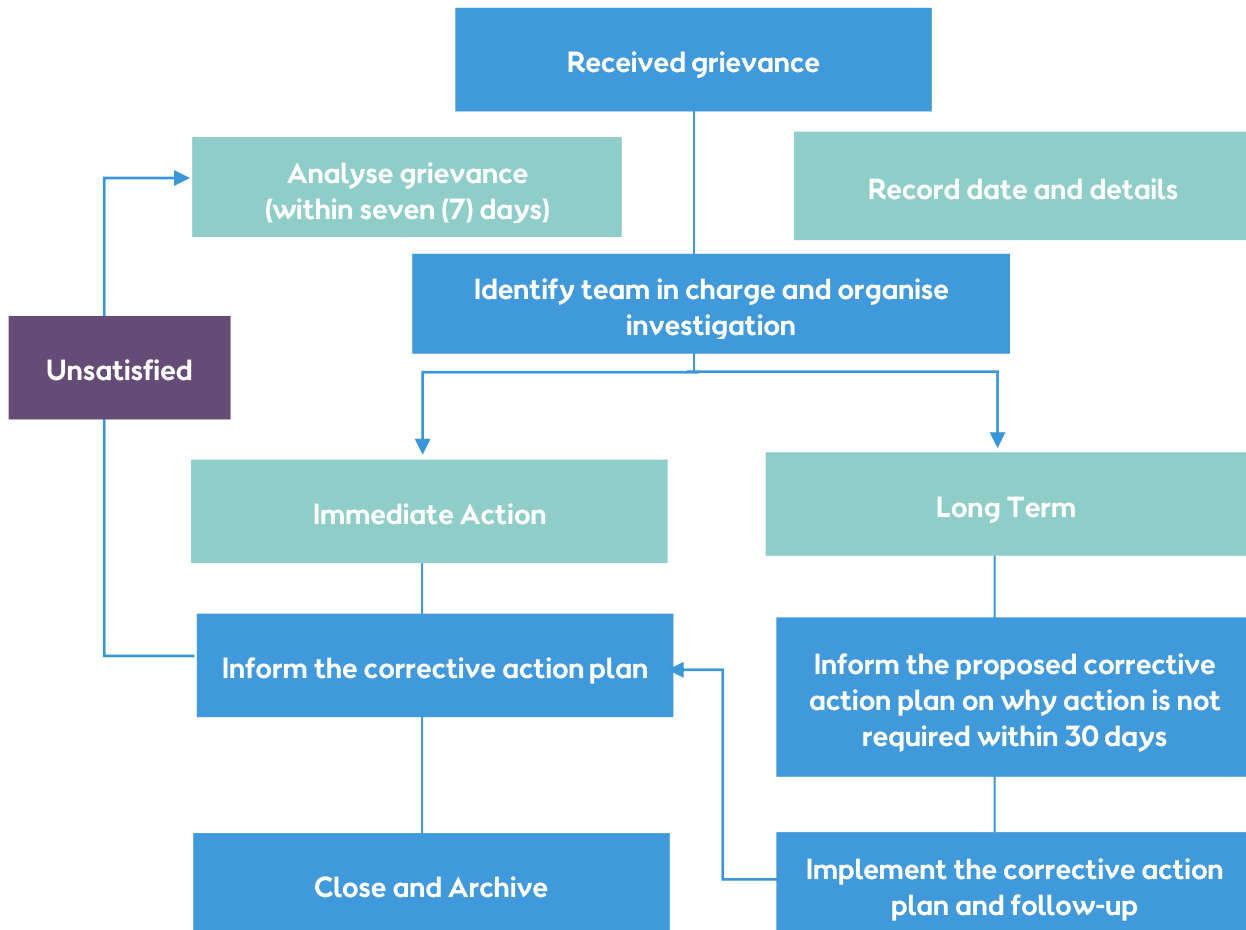 Received grievance
Analyse grievance
(within seven (7) days)
Record date and details
Identify team in charge and organise
investigation
Unsatisfied
Immediate Action
Long Term
Inform the corrective action plan
Inform the proposed corrective
action plan on why action is not
required within 30 days
Close and Archive
Implement the corrective action
plan and follow-up